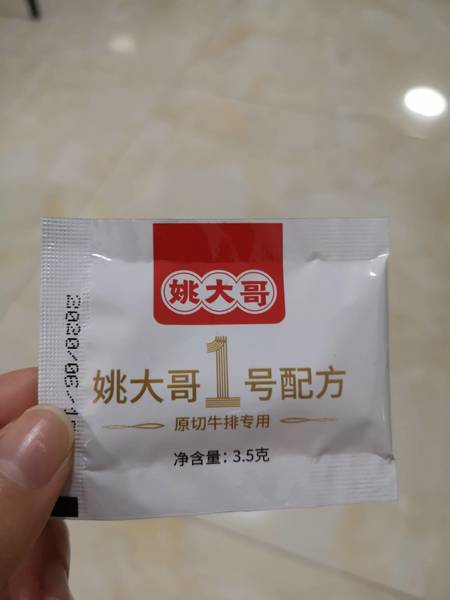 姚大哥
姚大哥1号配方
原切牛排专用
净含量：3.5克
2020/06/1